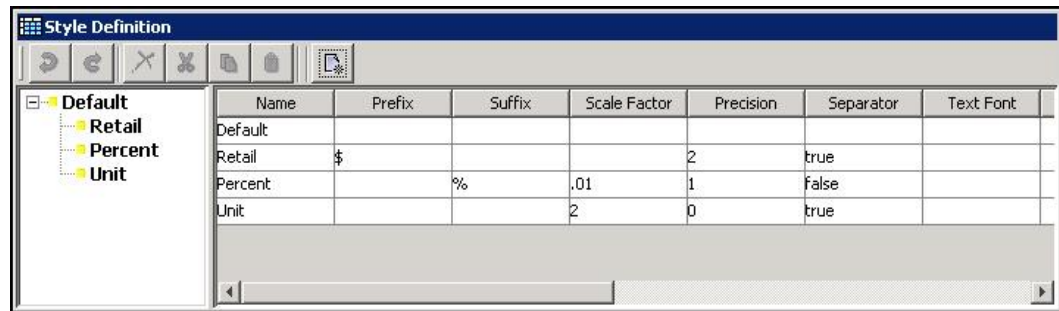 Style Definition
Default
Retail
Percent
Unit
Name Prefix Suffix Scale Factor Precision Separator Text Font
Default
Retail $ 2 true
Percent % .01 1 false
Unit 2 0 true